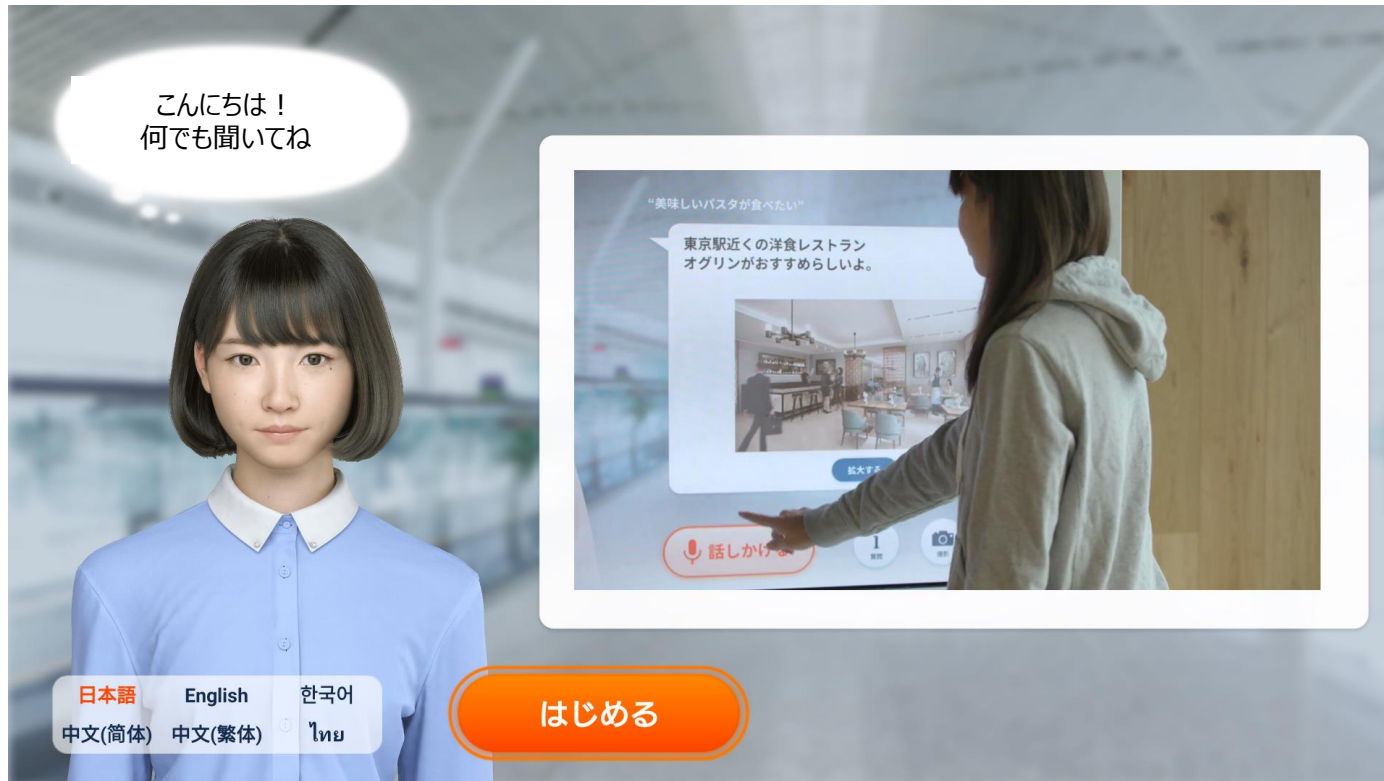 こんにちは！
何でも聞いてね
“美味しいパスタが食べたい”
東京駅近くの洋食レストラン
オグリンがおすすめらしいよ。
拡大する
話しかける
質問
撮影
日本語 English 한국어
中文(简体) 中文(繁体) ไทย
はじめる